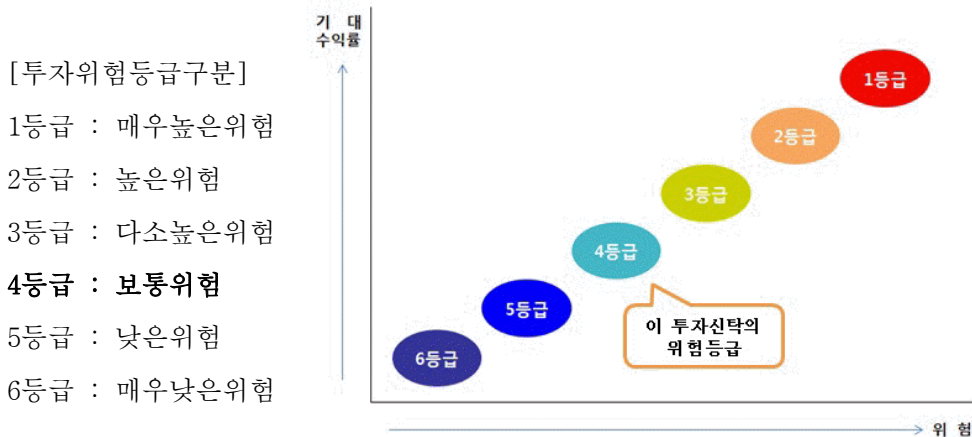 [투자위험등급구분]
1등급 : 매우높은위험
2등급 : 높은위험
3등급 : 다소높은위험
4등급 : 보통위험
5등급 : 낮은위험
6등급 : 매우낮은위험
기 대
수익률
1등급
2등급
3등급
4등급
5등급
6등급
이 투자신탁의
위험등급
위 험